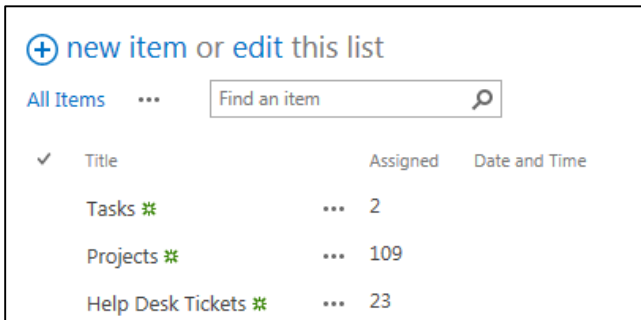 new item or edit this list
All Items ••• Find an item
Title Assigned Date and Time
Tasks ••• 2
Projects ••• 109
Help Desk Tickets ••• 23